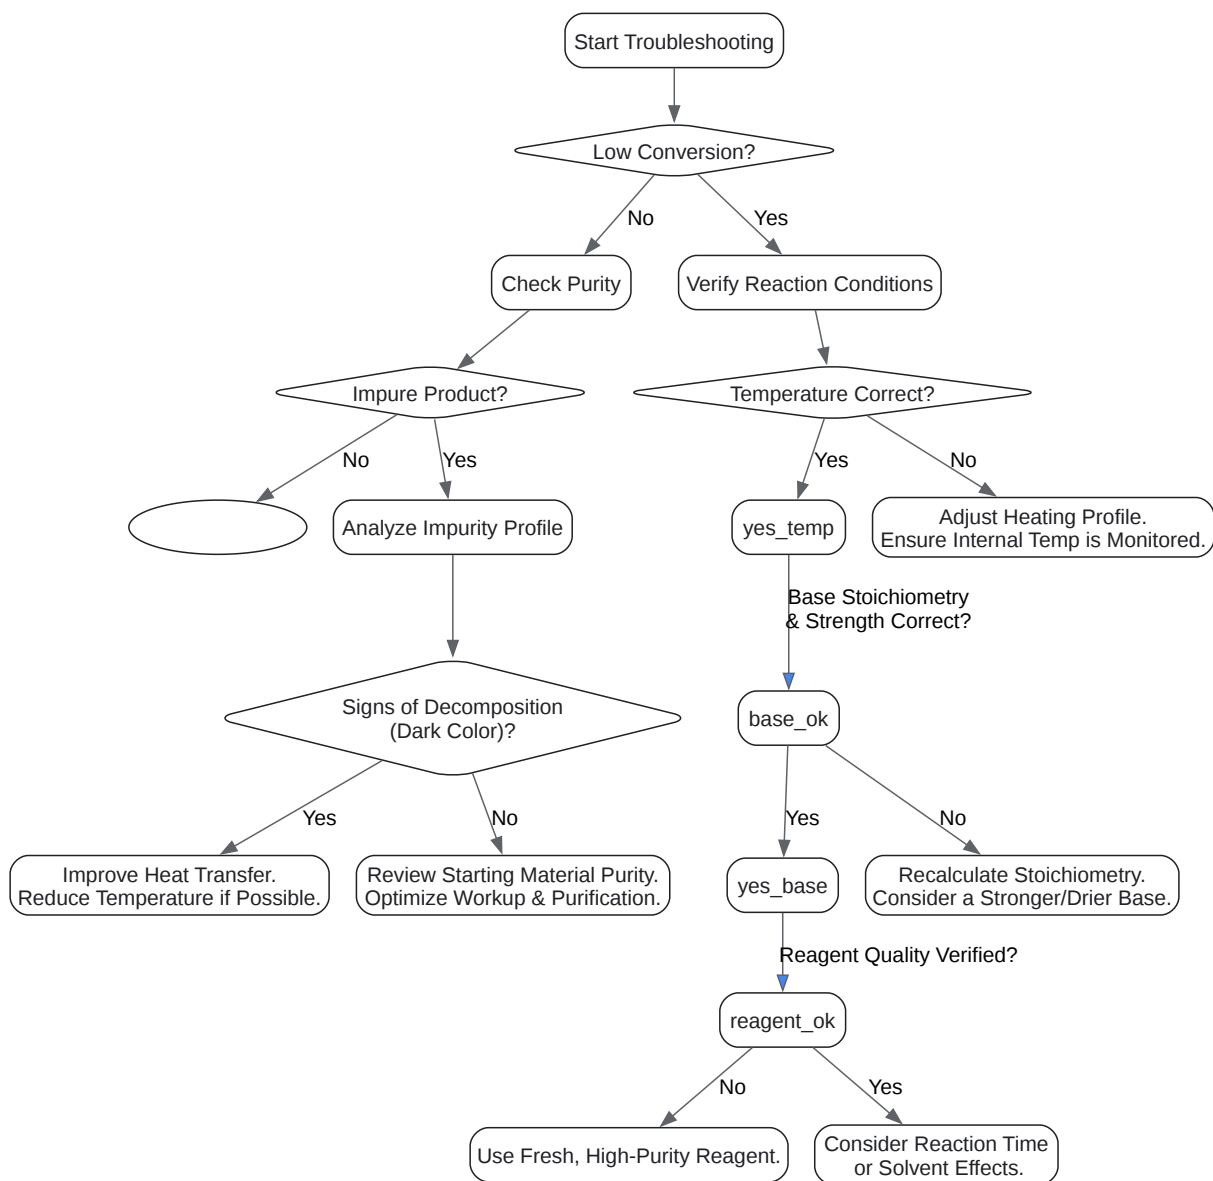 Start Troubleshooting
Low Conversion?
No
Yes
Check Purity
Verify Reaction Conditions
Impure Product?
Temperature Correct?
No
Yes
Yes
No
Analyze Impurity Profile
yes_temp
Adjust Heating Profile.
Ensure Internal Temp is Monitored.
Base Stoichiometry
& Strength Correct?
Signs of Decomposition
(Dark Color)?
base_ok
Yes
No
Yes
No
Improve Heat Transfer.
Reduce Temperature if Possible.
Review Starting Material Purity.
Optimize Workup & Purification.
yes_base
Recalculate Stoichiometry.
Consider a Stronger/Drier Base.
Reagent Quality Verified?
reagent_ok
No
Yes
Use Fresh, High-Purity Reagent.
Consider Reaction Time
or Solvent Effects.